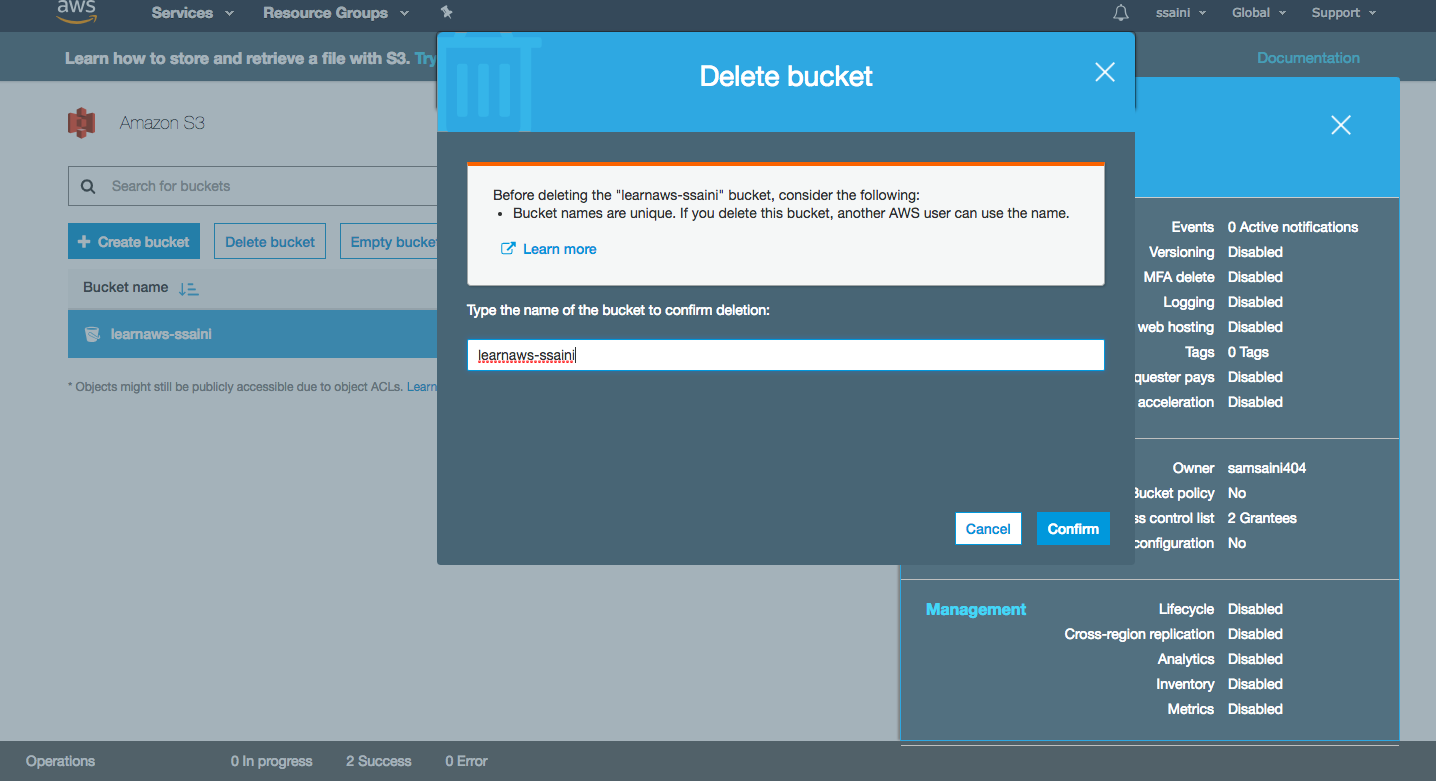 aws
Services
Resource Groups
ssaini
Global
Support
Learn how to store and retrieve a file with S3. Try
Documentation
Amazon S3
Search for buckets
+ Create bucket
Delete bucket
Empty bucket
Bucket name
learnaws-ssaini
* Objects might still be publicly accessible due to object ACLs. Learn
Delete bucket
Before deleting the "learnaws-ssaini" bucket, consider the following:
• Bucket names are unique. If you delete this bucket, another AWS user can use the name.
Learn more
Type the name of the bucket to confirm deletion:
learnaws-ssaini
Cancel
Confirm
Events 0 Active notifications
Versioning Disabled
MFA delete Disabled
Logging Disabled
web hosting Disabled
Tags 0 Tags
quester pays Disabled
acceleration Disabled
Owner samsaini404
Bucket policy No
ss control list 2 Grantees
configuration No
Management
Lifecycle Disabled
Cross-region replication Disabled
Analytics Disabled
Inventory Disabled
Metrics Disabled
Operations
0 In progress
2 Success
0 Error